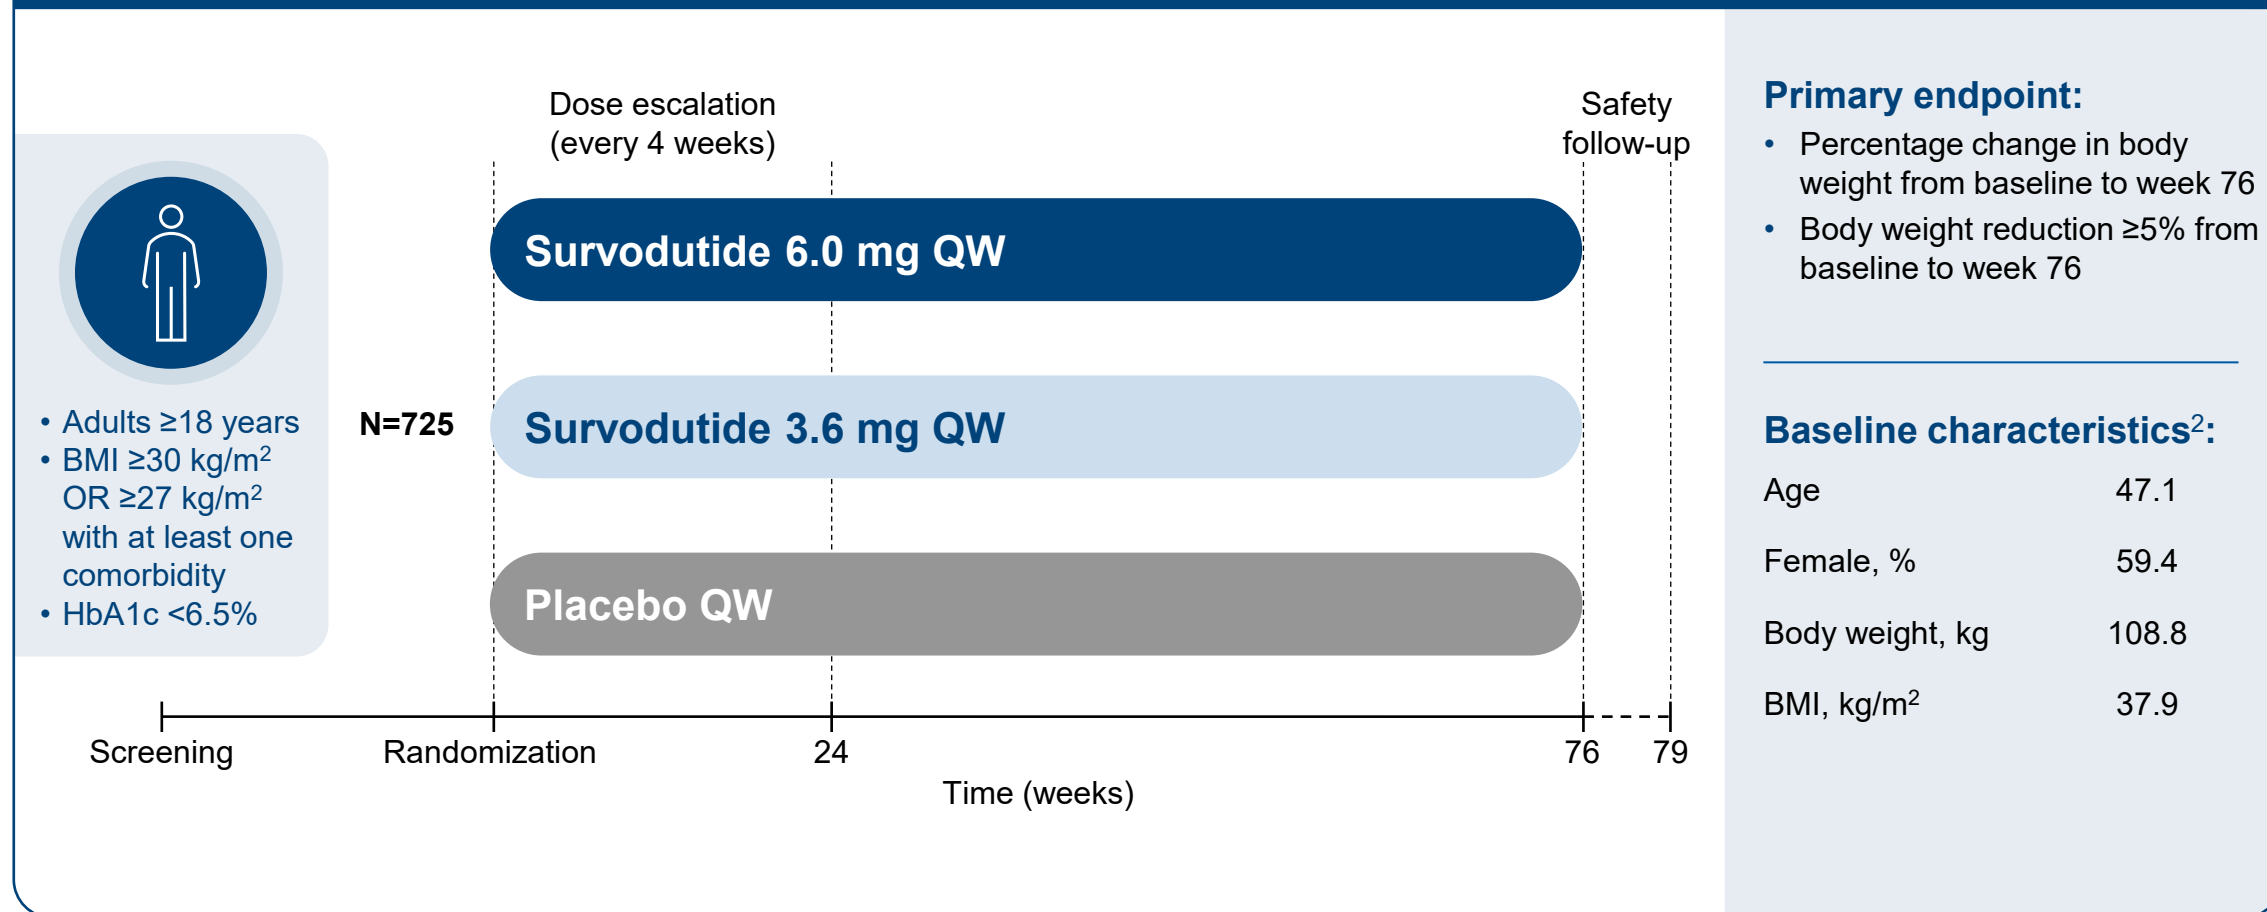 Dose escalation
(every 4 weeks)
Safety
follow-up
• Adults ≥18 years
• BMI ≥30 kg/m²
OR ≥27 kg/m²
with at least one
comorbidity
• HbA1c <6.5%
N=725
Survodutide 6.0 mg QW
Survodutide 3.6 mg QW
Placebo QW
Screening
Randomization
24
76
79
Time (weeks)
Primary endpoint:
• Percentage change in body
weight from baseline to week 76
• Body weight reduction ≥5% from
baseline to week 76
Baseline characteristics²:
Age 47.1
Female, % 59.4
Body weight, kg 108.8
BMI, kg/m² 37.9